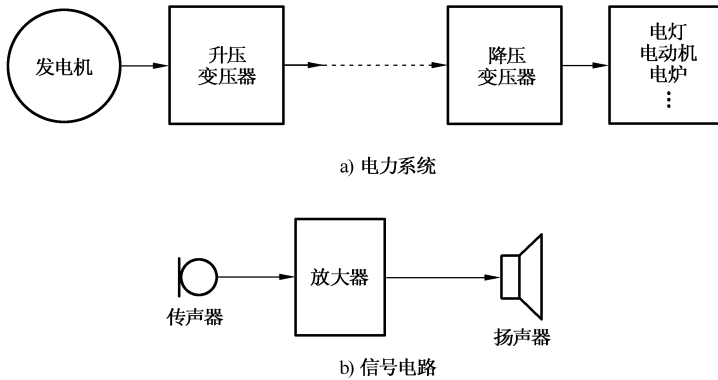 发电机
升压
变压器
降压
变压器
电灯
电动机
电炉
⋮
a) 电力系统
传声器
放大器
扬声器
b) 信号电路